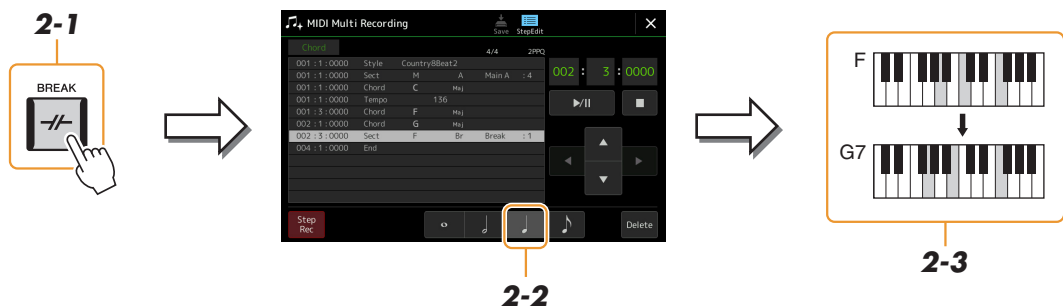 2-1
BREAK
MIDI Multi Recording
Save StepEdit
Chord 4/4 2PPQ
001 : 1 : 0000 Style Country8Beat2
001 : 1 : 0000 Sect M A Main A : 4
001 : 1 : 0000 Chord C Maj
001 : 1 : 0000 Tempo 136
001 : 3 : 0000 Chord F Maj
002 : 1 : 0000 Chord G Maj
002 : 3 : 0000 Sect F Br Break : 1
004 : 1 : 0000 End
002 : 3 : 0000
Step
Rec
Delete
2-2
F
G7
2-3